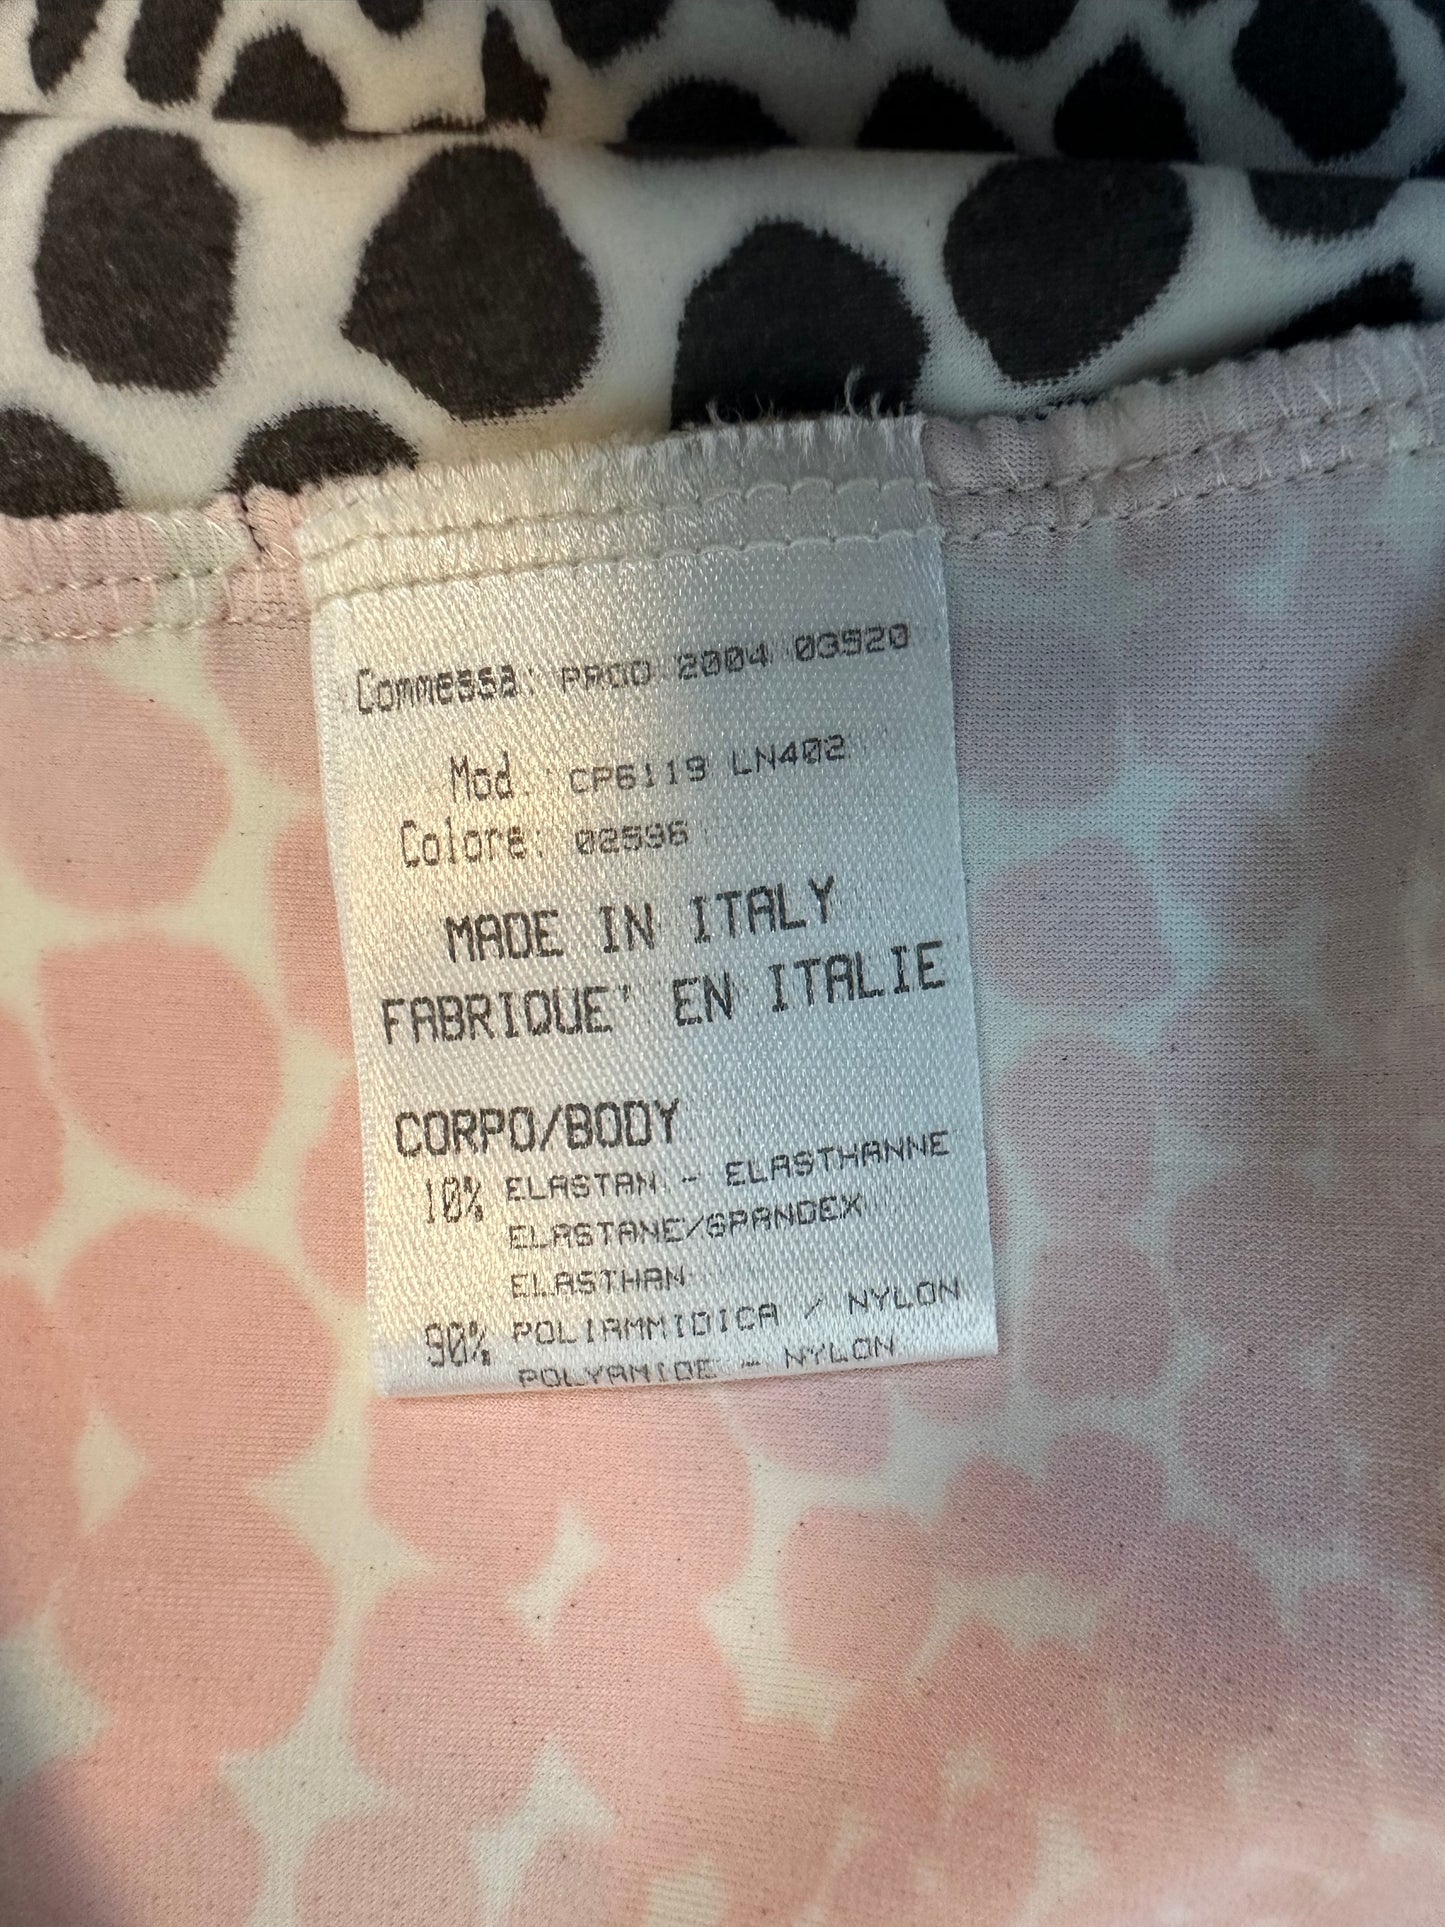 Commessa: PROD 2004 03520
Mod.: CP6119 LN402
Colore: 02596
MADE IN ITALY
FABRIQUE' EN ITALIE
CORPO/BODY
10% ELASTAN - ELASTHANNE
ELASTANE/SPANDEX
ELASTHAN
90% POLIAMMIDICA / NYLON
POLYAMIDE - NYLON